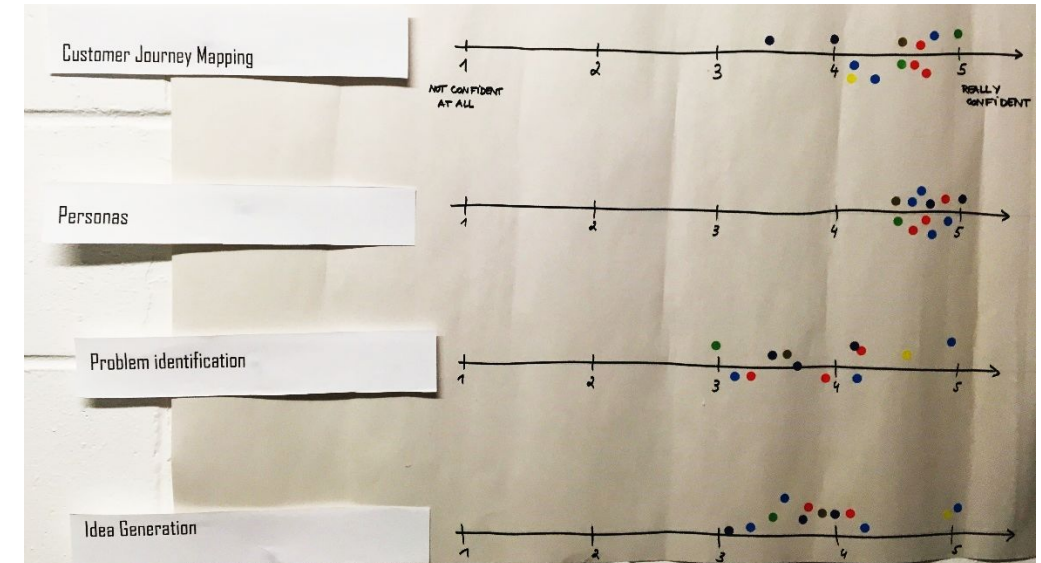 Customer Journey Mapping
1 2 3 4 5
NOT CONFIDENT
AT ALL
REALLY
CONFIDENT
Personas
1 2 3 4 5
Problem identification
1 2 3 4 5
Idea Generation
1 2 3 4 5